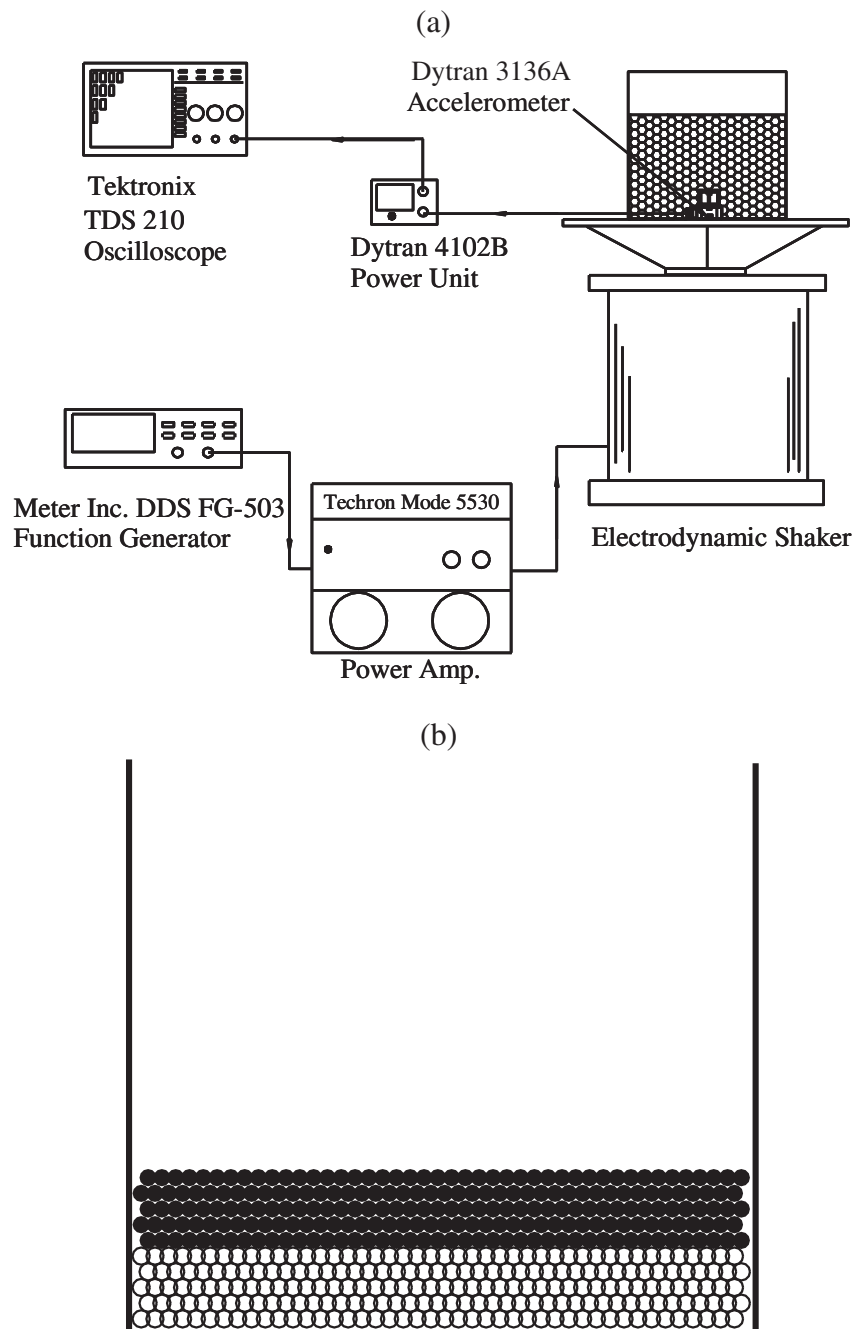 (a)
Dytran 3136A
Accelerometer
Tektronix
TDS 210
Oscilloscope
Dytran 4102B
Power Unit
Meter Inc. DDS FG-503
Function Generator
Techron Mode 5530
Electrodynamic Shaker
Power Amp.
(b)